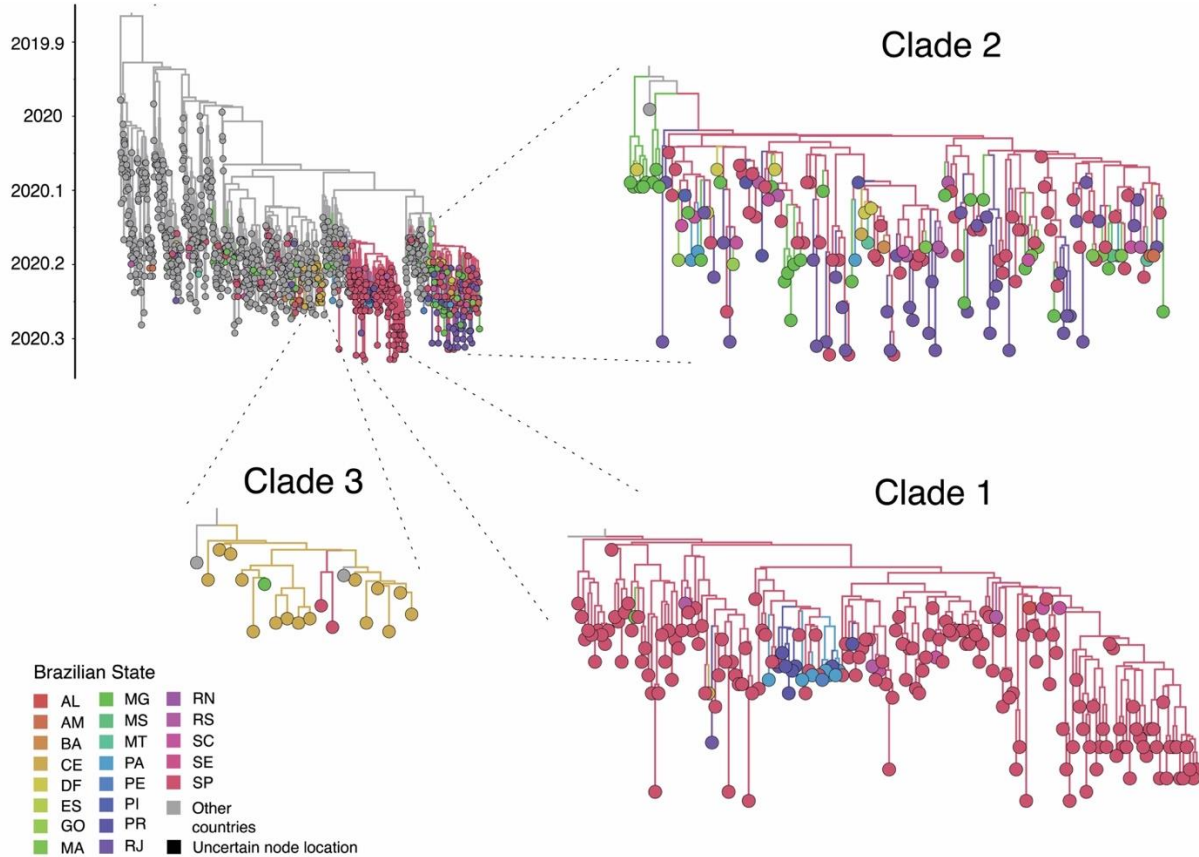 2019.9
2020
2020.1
2020.2
2020.3
Clade 2
Clade 3
Clade 1
Brazilian State
AL
AM
BA
CE
DF
ES
GO
MA
MG
MS
MT
PA
PE
PI
PR
RJ
RN
RS
SC
SE
SP
Other
countries
Uncertain node location